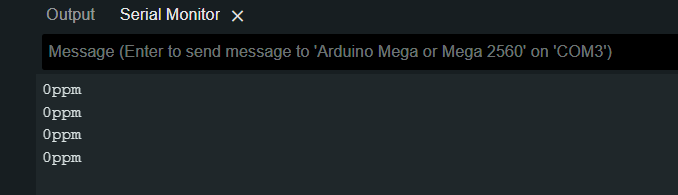 Output Serial Monitor
Message (Enter to send message to 'Arduino Mega or Mega 2560' on 'COM3')
0ppm
0ppm
0ppm
0ppm